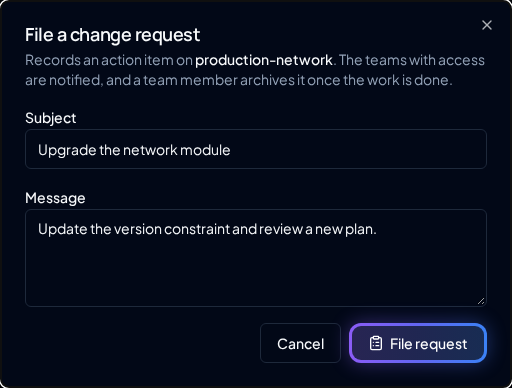 File a change request
Records an action item on production-network. The teams with access
are notified, and a team member archives it once the work is done.
Subject
Upgrade the network module
Message
Update the version constraint and review a new plan.
Cancel
File request